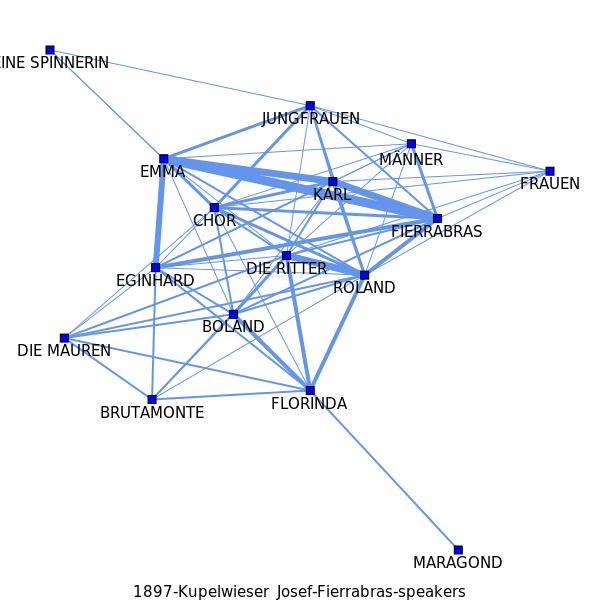 EINE SPINNERIN
JUNGFRAUEN
MÄNNER
EMMA
FRAUEN
KARL
CHOR
FIERRABRAS
DIE RITTER
EGINHARD
ROLAND
BOLAND
DIE MAUREN
FLORINDA
BRUTAMONTE
MARAGOND
1897-Kupelwieser_Josef-Fierrabras-speakers